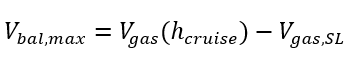 V_{bal,max} = V_{gas}(h_{cruise}) − V_{gas,SL}